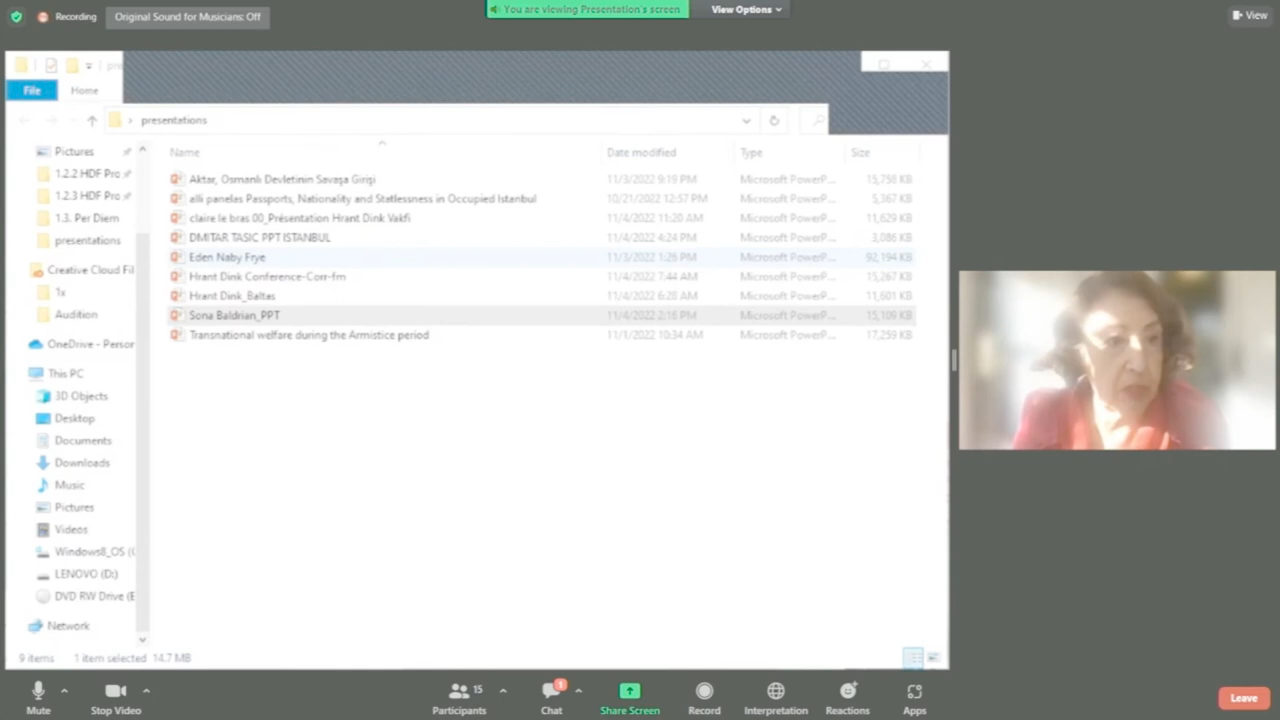 Recording
Original Sound for Musicians: Off
You are viewing Presentation's screen
View Options
View
File
Home
presentations
Name
Date modified
Type
Size
Pictures
1.2.2 HDF Pro
1.2.3 HDF Pro
1.3. Per Diem
presentations
Creative Cloud Fil
1x
Audition
OneDrive - Person
This PC
3D Objects
Desktop
Documents
Downloads
Music
Pictures
Videos
Windows8_OS (
LENOVO (D:)
DVD RW Drive (E
Network
Aktar, Osmanlı Devletinin Savaşa Girişi 11/3/2022 9:19 PM Microsoft PowerP... 15,758 KB
alli panelas Passports, Nationality and Statlessness in Occupied Istanbul 10/21/2022 12:57 PM Microsoft PowerP... 5,367 KB
claire le bras 00_Présentation Hrant Dink Vakfi 11/4/2022 11:20 AM Microsoft PowerP... 11,629 KB
DMITAR TASIC PPT ISTANBUL 11/4/2022 4:24 PM Microsoft PowerP... 3,086 KB
Eden Naby Frye 11/3/2022 1:26 PM Microsoft PowerP... 92,194 KB
Hrant Dink Conference-Corr-fm 11/4/2022 7:44 AM Microsoft PowerP... 15,267 KB
Hrant Dink_Baltas 11/4/2022 6:28 AM Microsoft PowerP... 11,601 KB
Sona Baldrian_PPT 11/4/2022 2:16 PM Microsoft PowerP... 15,109 KB
Transnational welfare during the Armistice period 11/1/2022 10:34 AM Microsoft PowerP... 17,259 KB
9 items 1 item selected 14.7 MB
Mute
Stop Video
Participants 15
Chat
Share Screen
Record
Interpretation
Reactions
Apps
Leave